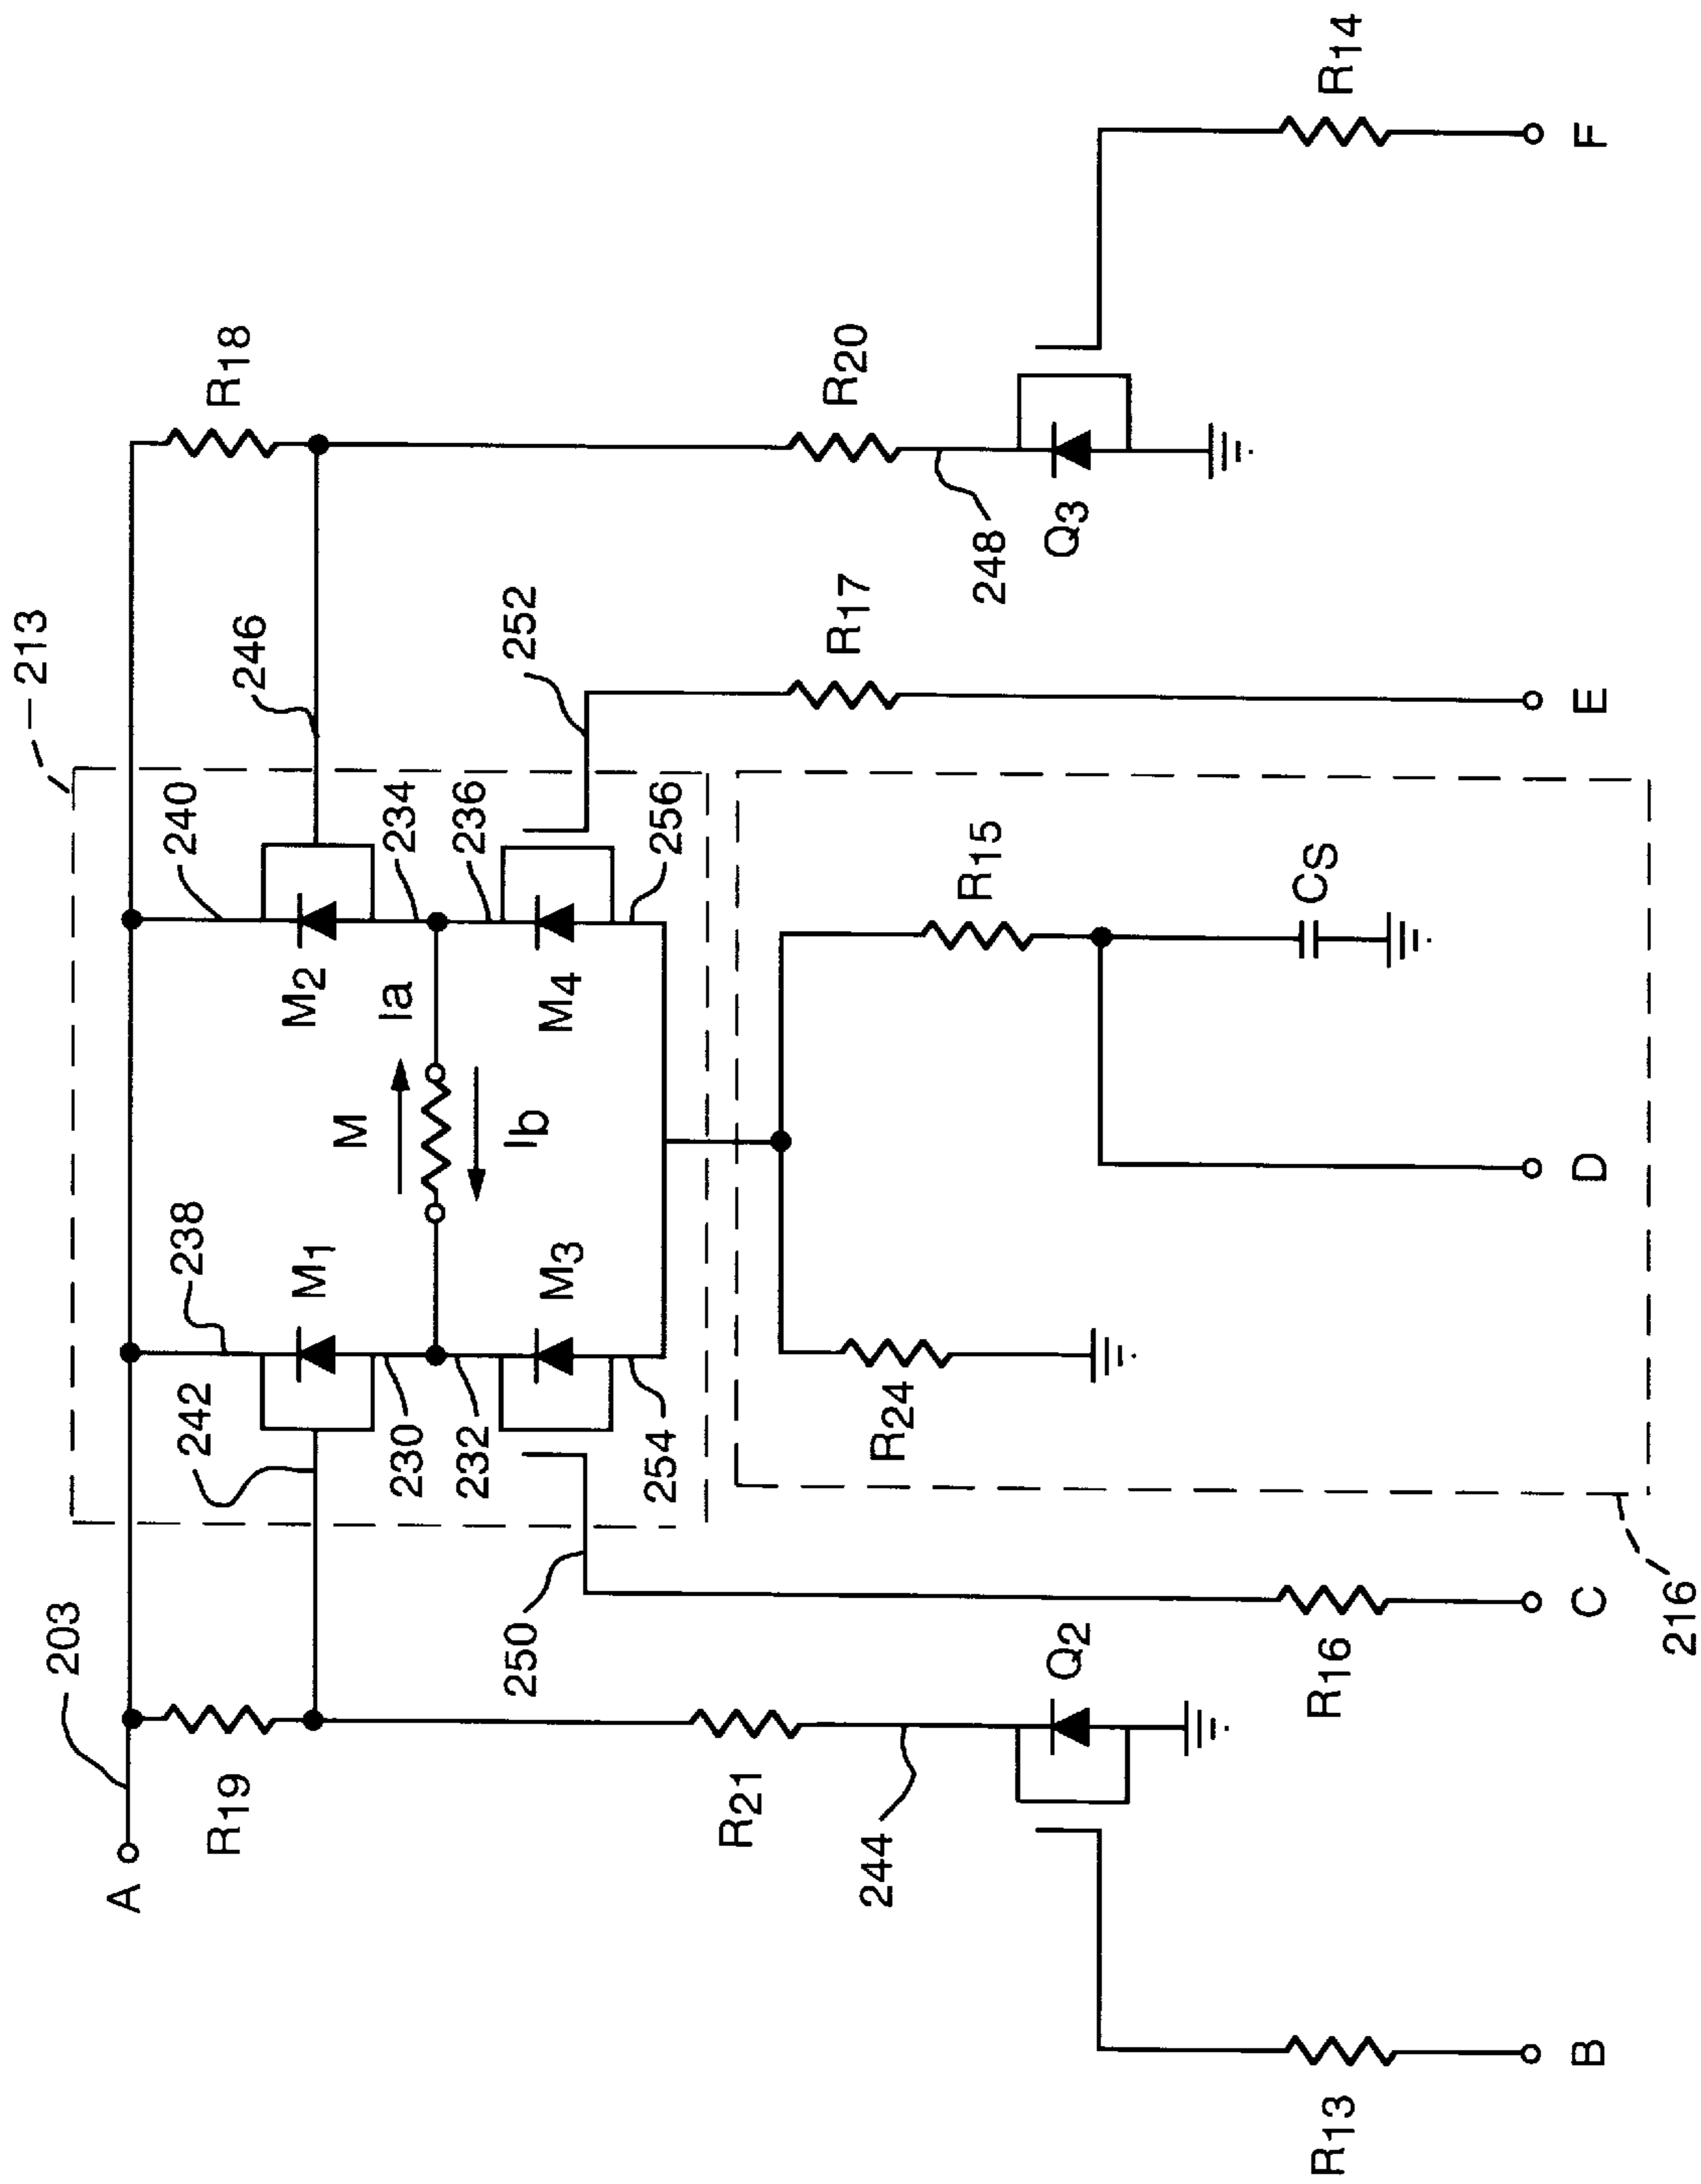 213
203
A
R19
R18
242
238
240
246
M1
M2
230
234
M
Ia
Ib
232
236
M3
M4
250
254
256
252
R21
R17
R20
244
248
Q2
Q3
R24
R15
CS
R13
R16
R14
B
C
D
E
F
216